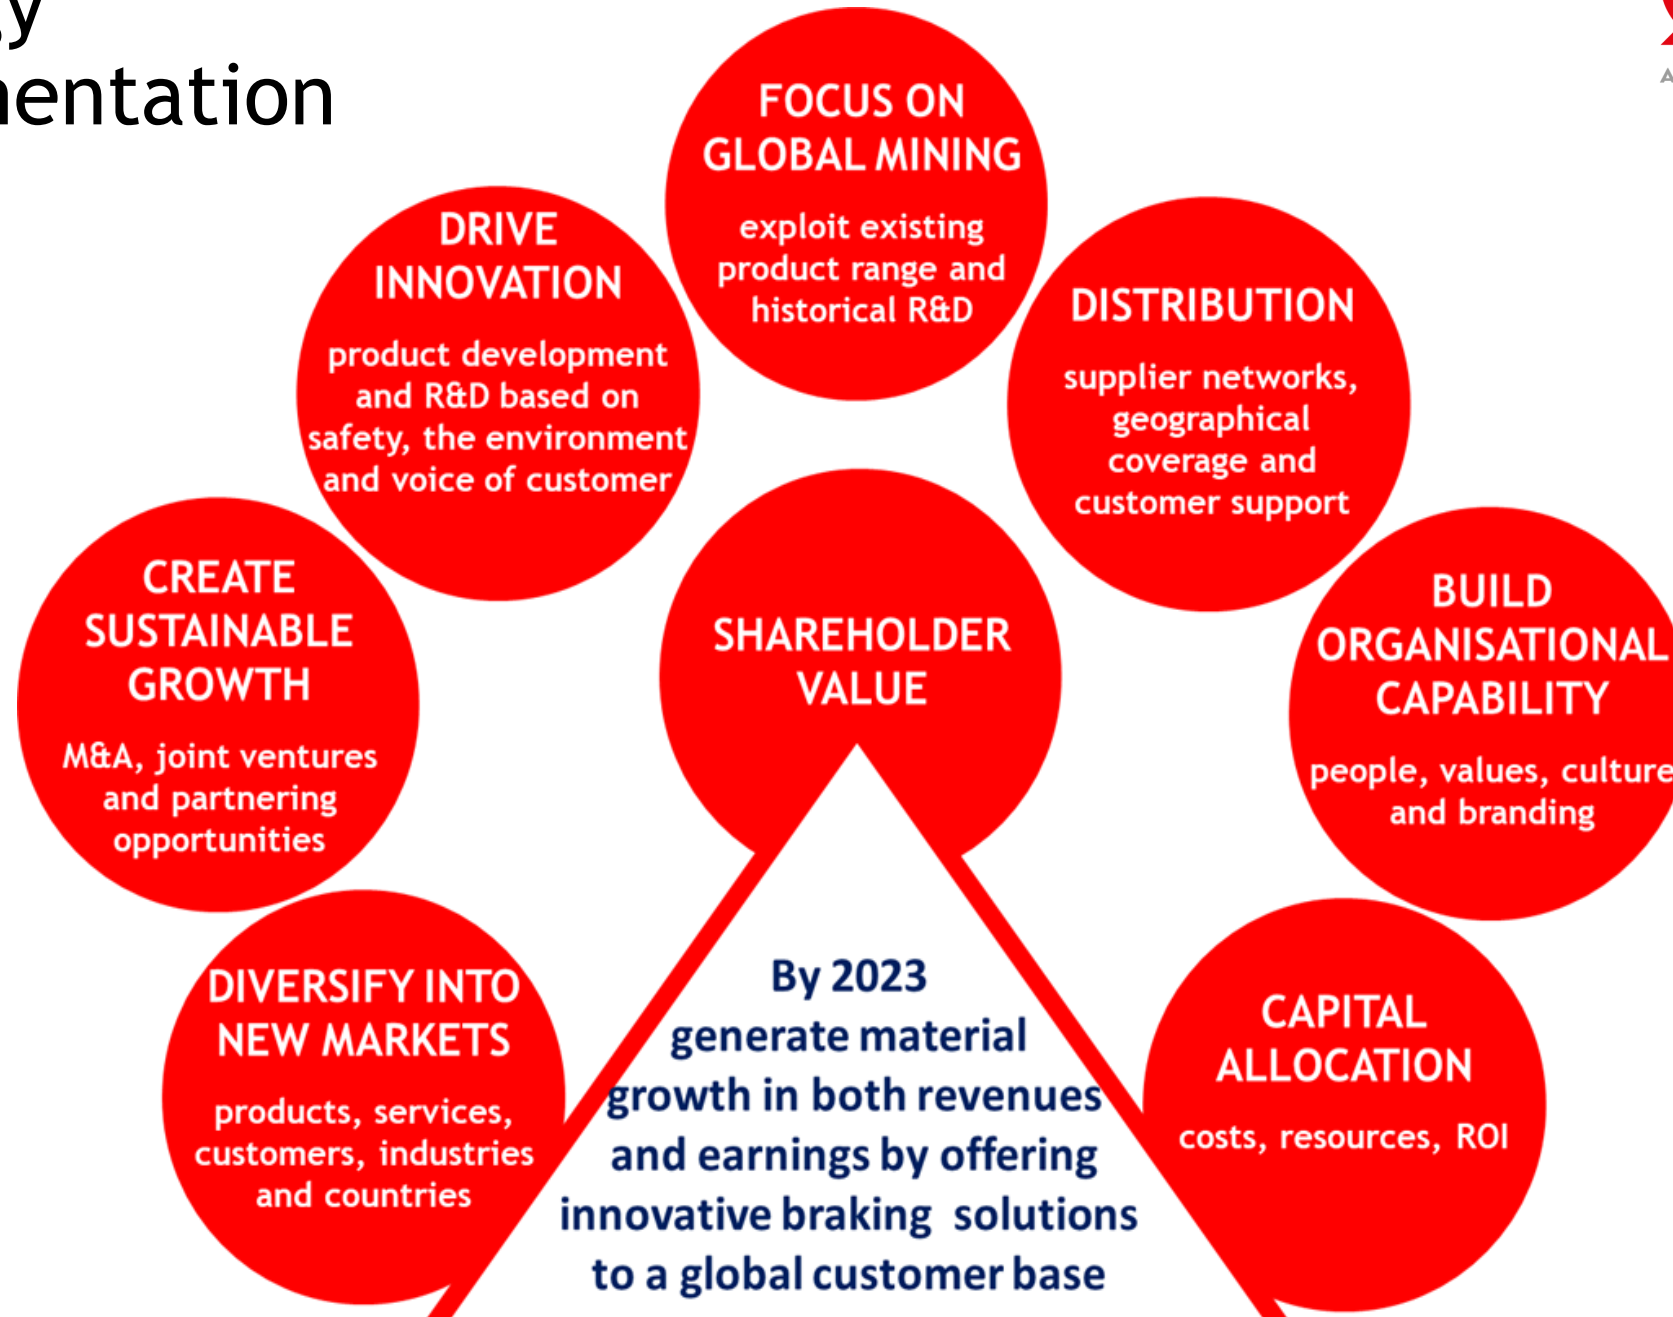 gy
mentation
FOCUS ON
GLOBAL MINING
exploit existing
product range and
historical R&D
DRIVE
INNOVATION
product development
and R&D based on
safety, the environment
and voice of customer
DISTRIBUTION
supplier networks,
geographical
coverage and
customer support
CREATE
SUSTAINABLE
GROWTH
M&A, joint ventures
and partnering
opportunities
SHAREHOLDER
VALUE
BUILD
ORGANISATIONAL
CAPABILITY
people, values, culture
and branding
DIVERSIFY INTO
NEW MARKETS
products, services,
customers, industries
and countries
By 2023
generate material
growth in both revenues
and earnings by offering
innovative braking solutions
to a global customer base
CAPITAL
ALLOCATION
costs, resources, ROI